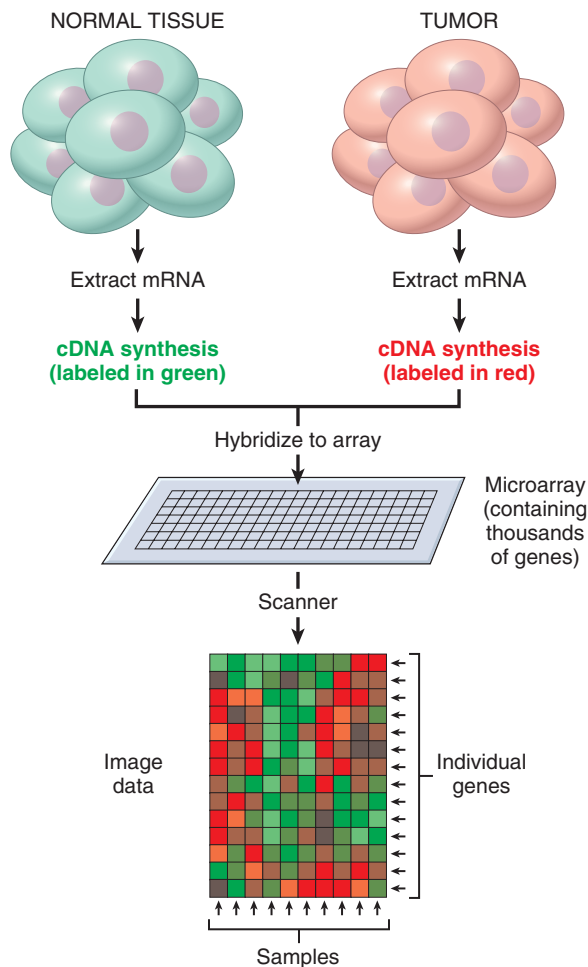 NORMAL TISSUE
TUMOR
Extract mRNA
Extract mRNA
cDNA synthesis
(labeled in green)
cDNA synthesis
(labeled in red)
Hybridize to array
Microarray
(containing
thousands
of genes)
Scanner
Image
data
Individual
genes
Samples